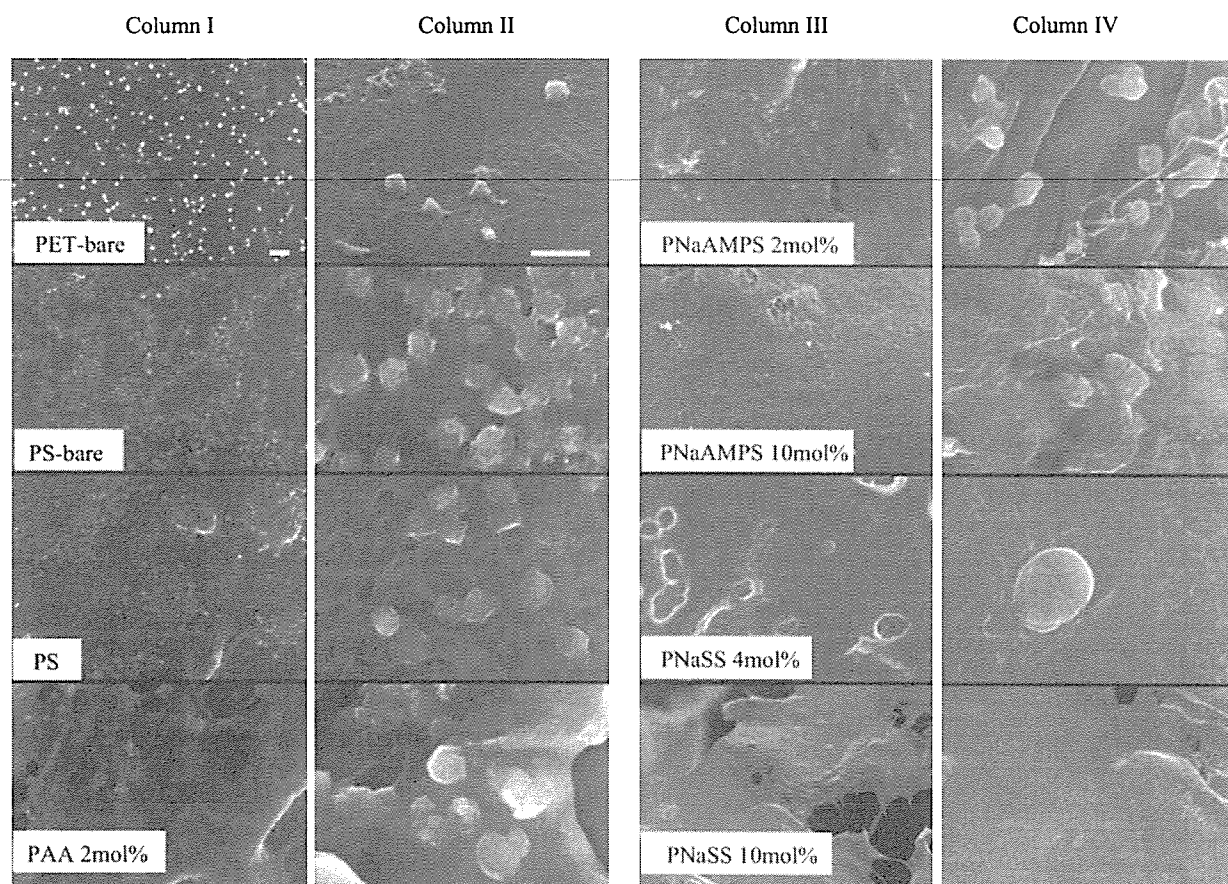 Column I Column II Column III Column IV
PET-bare PNaAMPS 2mol%
PS-bare PNaAMPS 10mol%
PS PNaSS 4mol%
PAA 2mol% PNaSS 10mol%